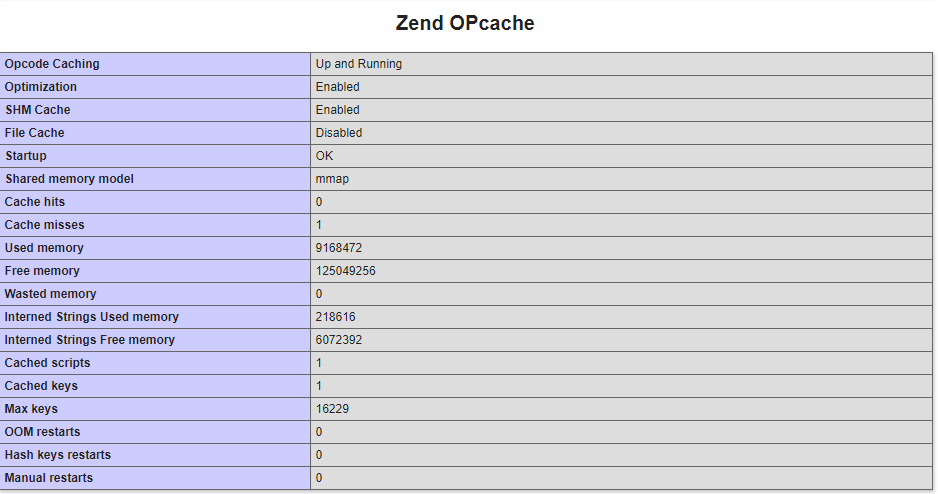 Zend OPcache
Opcode Caching Up and Running
Optimization Enabled
SHM Cache Enabled
File Cache Disabled
Startup OK
Shared memory model mmap
Cache hits 0
Cache misses 1
Used memory 9168472
Free memory 125049256
Wasted memory 0
Interned Strings Used memory 218616
Interned Strings Free memory 6072392
Cached scripts 1
Cached keys 1
Max keys 16229
OOM restarts 0
Hash keys restarts 0
Manual restarts 0